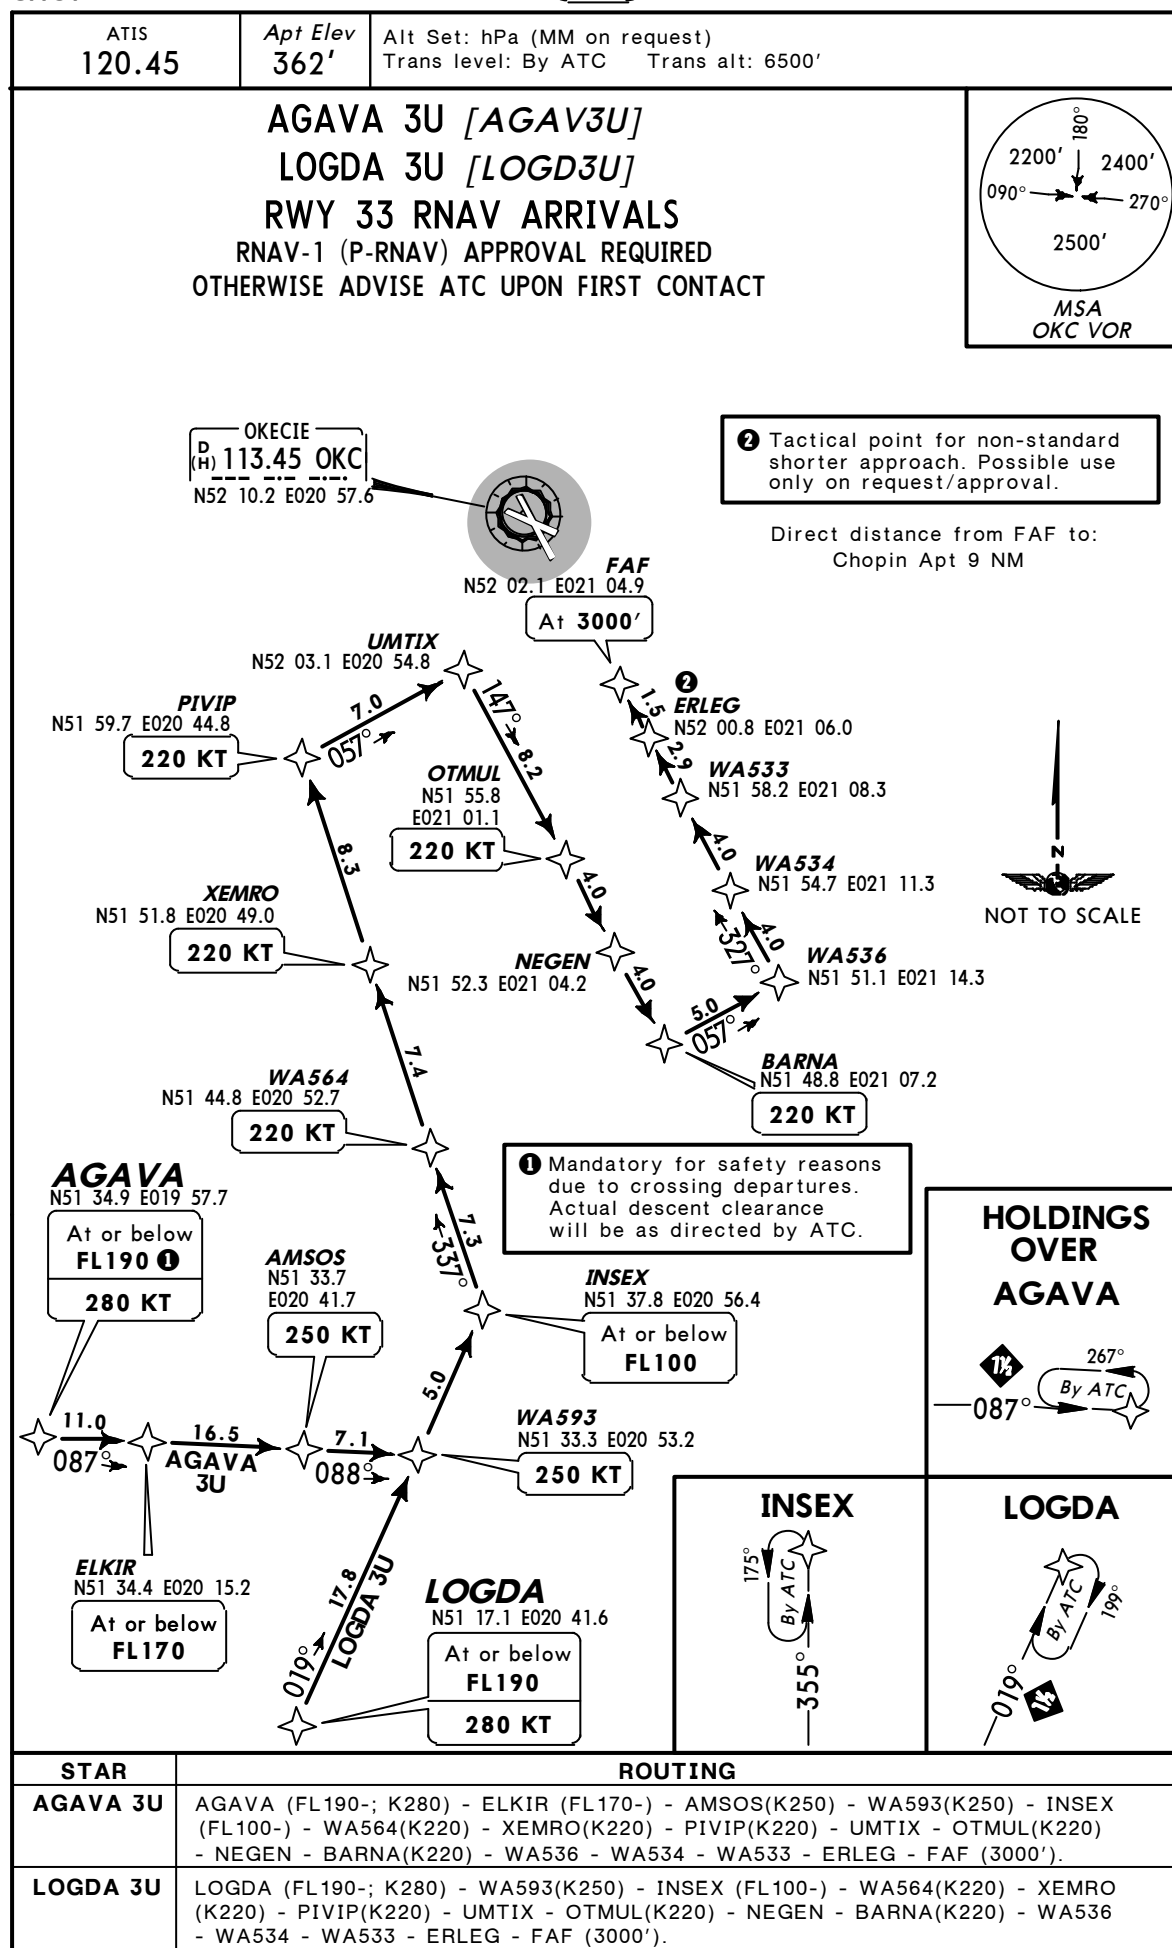 ATIS
120.45
Apt Elev
362'
Alt Set: hPa (MM on request)
Trans level: By ATC Trans alt: 6500'
AGAVA 3U [AGAV3U]
LOGDA 3U [LOGD3U]
RWY 33 RNAV ARRIVALS
RNAV-1 (P-RNAV) APPROVAL REQUIRED
OTHERWISE ADVISE ATC UPON FIRST CONTACT
180°
2200'
2400'
090°
270°
2500'
MSA
OKC VOR
OKECIE
D
(H) 113.45 OKC
N52 10.2 E020 57.6
2 Tactical point for non-standard
shorter approach. Possible use
only on request/approval.
Direct distance from FAF to:
Chopin Apt 9 NM
FAF
N52 02.1 E021 04.9
At 3000'
UMTIX
N52 03.1 E020 54.8
PIVIP
N51 59.7 E020 44.8
220 KT
7.0
057°
147°
8.2
1.5
2
ERLEG
N52 00.8 E021 06.0
2.9
WA533
N51 58.2 E021 08.3
OTMUL
N51 55.8
E021 01.1
220 KT
8.3
4.0
4.0
WA534
N51 54.7 E021 11.3
N
NOT TO SCALE
XEMRO
N51 51.8 E020 49.0
220 KT
327°
4.0
NEGEN
N51 52.3 E021 04.2
4.0
WA536
N51 51.1 E021 14.3
5.0
057°
BARNA
N51 48.8 E021 07.2
220 KT
7.4
WA564
N51 44.8 E020 52.7
220 KT
1 Mandatory for safety reasons
due to crossing departures.
Actual descent clearance
will be as directed by ATC.
AGAVA
N51 34.9 E019 57.7
At or below
FL190 1
280 KT
7.3
337°
AMSOS
N51 33.7
E020 41.7
250 KT
INSEX
N51 37.8 E020 56.4
At or below
FL100
HOLDINGS
OVER
AGAVA
1½
267°
By ATC
087°
5.0
WA593
N51 33.3 E020 53.2
250 KT
11.0
087°
16.5
AGAVA
3U
7.1
088°
ELKIR
N51 34.4 E020 15.2
At or below
FL170
17.8
LOGDA 3U
019°
LOGDA
N51 17.1 E020 41.6
At or below
FL190
280 KT
INSEX
175°
By ATC
355°
LOGDA
By ATC
199°
019°
1½
STAR
ROUTING
AGAVA 3U
AGAVA (FL190-; K280) - ELKIR (FL170-) - AMSOS(K250) - WA593(K250) - INSEX
(FL100-) - WA564(K220) - XEMRO(K220) - PIVIP(K220) - UMTIX - OTMUL(K220)
- NEGEN - BARNA(K220) - WA536 - WA534 - WA533 - ERLEG - FAF (3000').
LOGDA 3U
LOGDA (FL190-; K280) - WA593(K250) - INSEX (FL100-) - WA564(K220) - XEMRO
(K220) - PIVIP(K220) - UMTIX - OTMUL(K220) - NEGEN - BARNA(K220) - WA536
- WA534 - WA533 - ERLEG - FAF (3000').